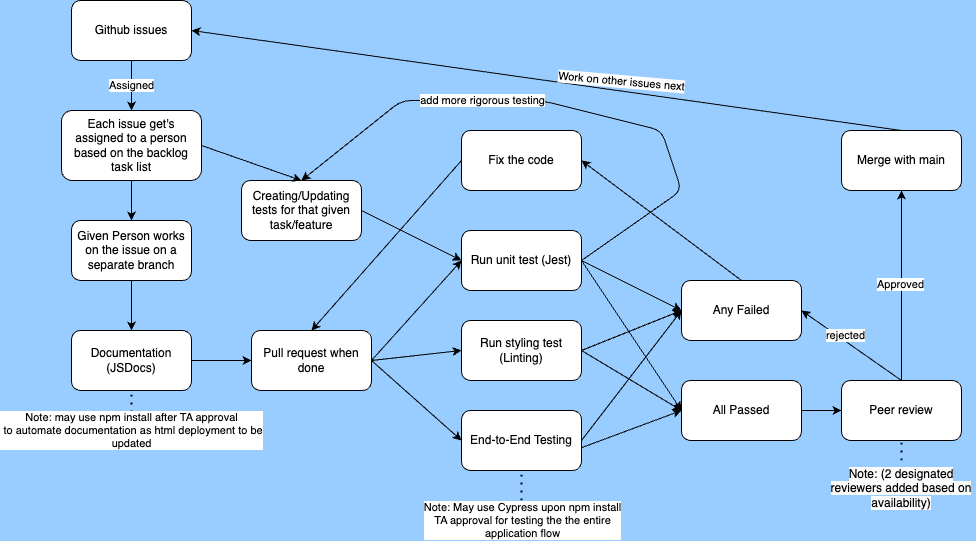 Github issues
Assigned
Each issue get's
assigned to a person
based on the backlog
task list
Given Person works
on the issue on a
separate branch
Documentation
(JSDocs)
Note: may use npm install after TA approval
to automate documentation as html deployment to be
updated
Creating/Updating
tests for that given
task/feature
Pull request when
done
add more rigorous testing
Work on other issues next
Fix the code
Run unit test (Jest)
Run styling test
(Linting)
End-to-End Testing
Note: May use Cypress upon npm install
TA approval for testing the the entire
application flow
Any Failed
All Passed
Merge with main
Approved
rejected
Peer review
Note: (2 designated
reviewers added based on
availability)